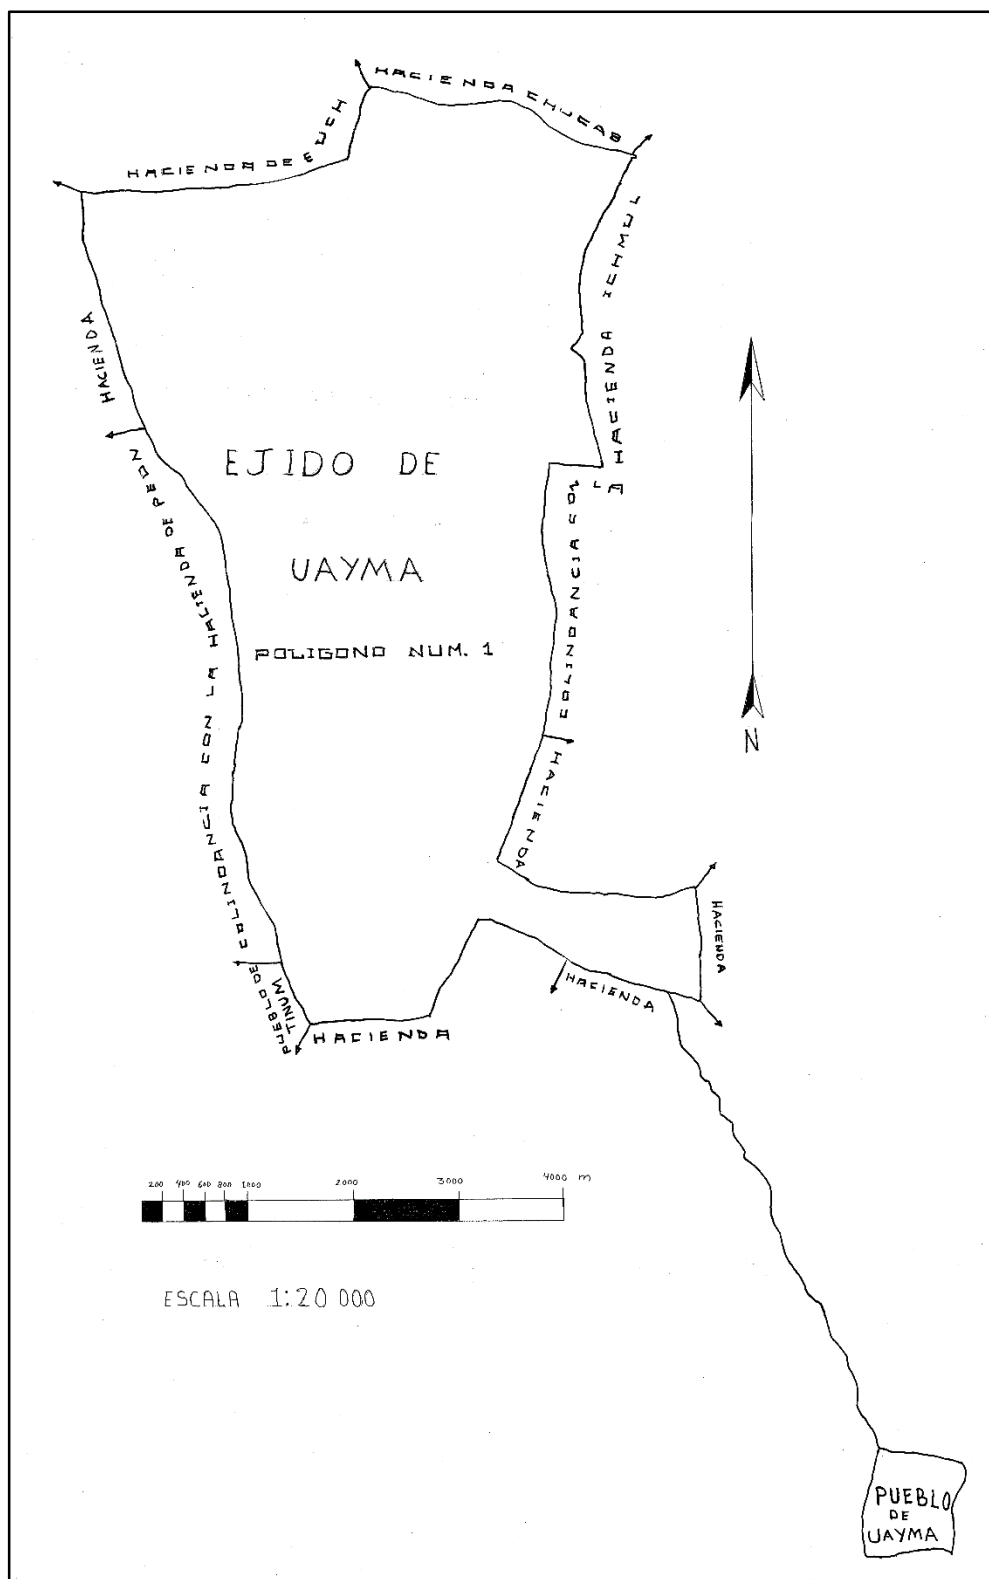 HACIENDA CHUCAB
HACIENDA DE EUCH
HACIENDA ICHMUL
HACIENDA
COLINDANCIA CON LA HACIENDA DE PEON
EJIDO DE
UAYMA
POLIGONO NUM. 1
COLINDANCIA CON
LA
HACIENDA
N
HACIENDA
HACIENDA
PUEBLO DE
TINUM
HACIENDA
200 400 600 800 1000 2000 3000 4000 m
ESCALA 1:20 000
PUEBLO
DE
UAYMA